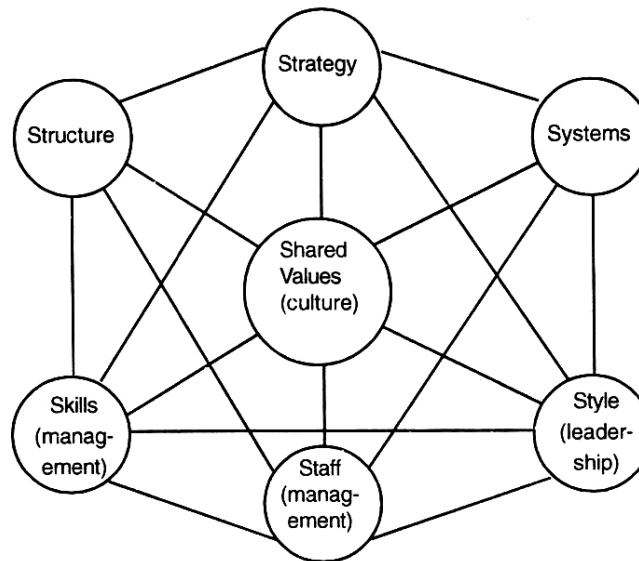 Strategy
Structure
Systems
Shared
Values
(culture)
Skills
(manag-
ement)
Staff
(manag-
ement)
Style
(leader-
ship)